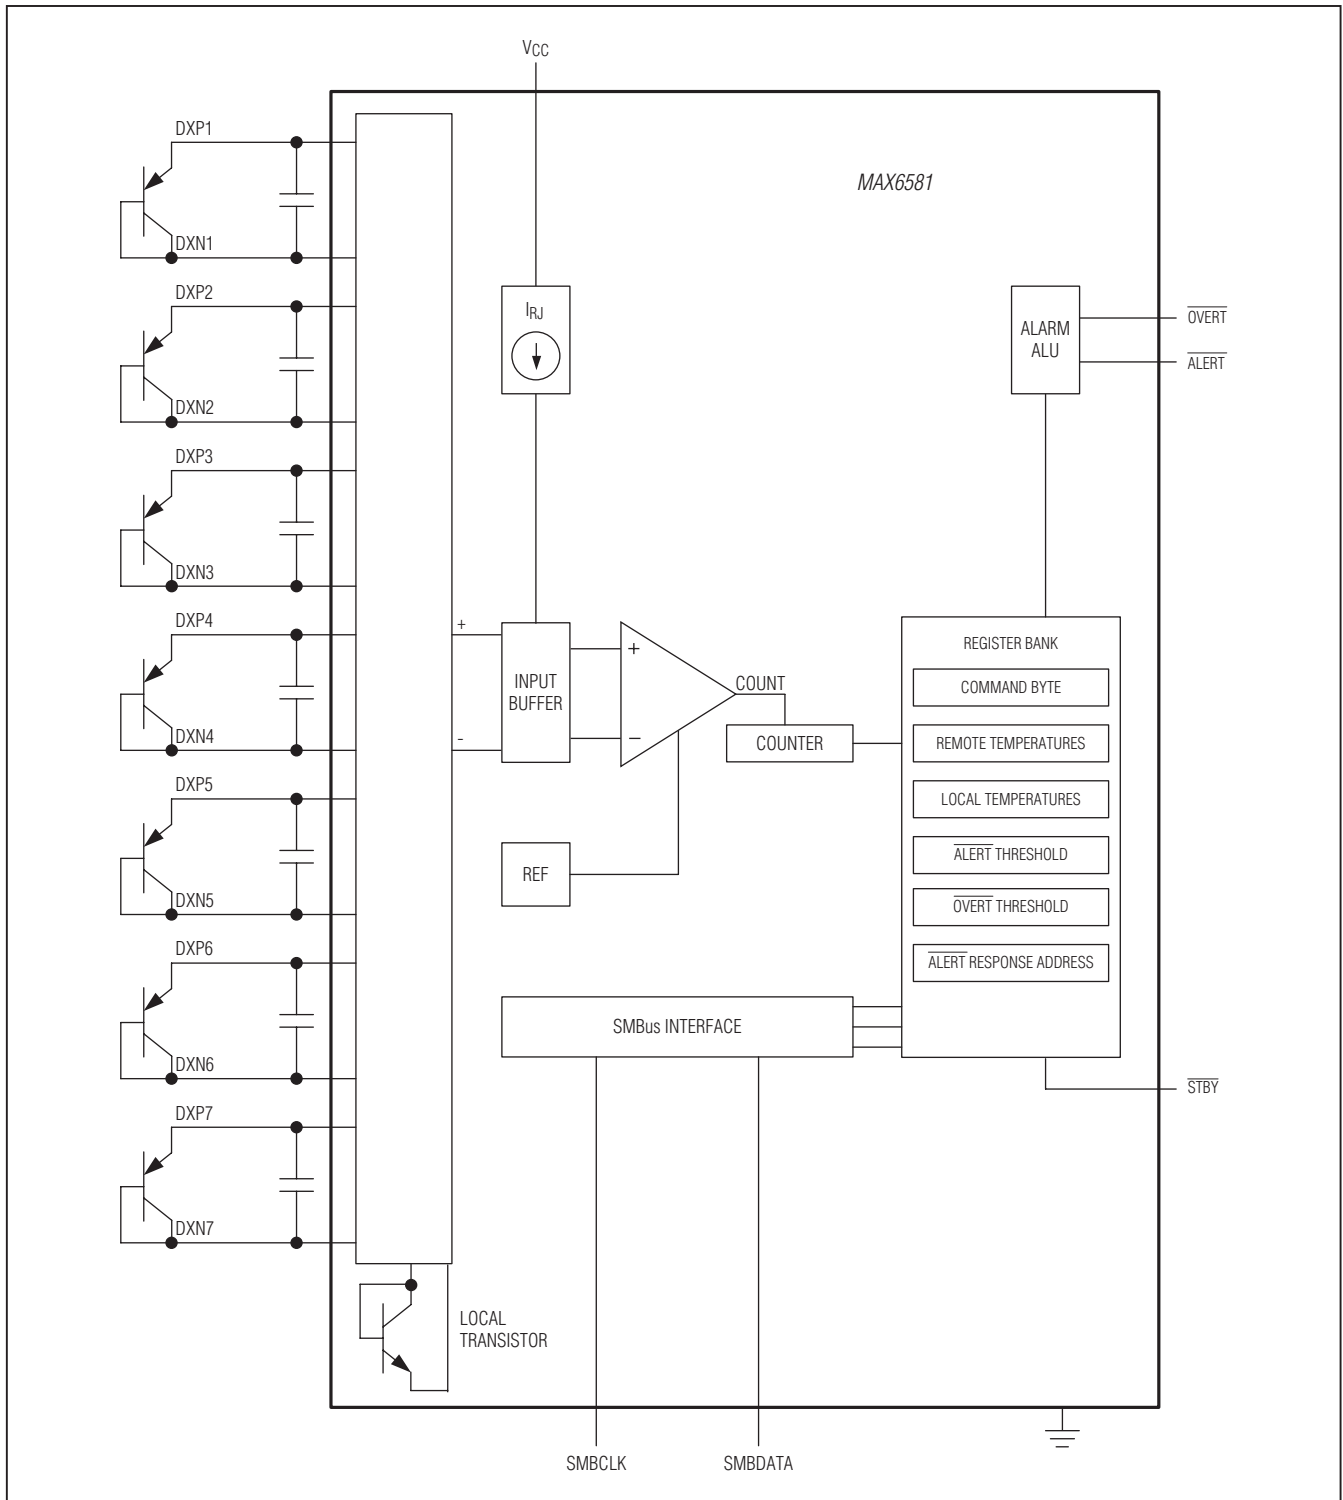 VCC
DXP1
DXN1
DXP2
DXN2
DXP3
DXN3
DXP4
DXN4
DXP5
DXN5
DXP6
DXN6
DXP7
DXN7
MAX6581
IRJ
ALARM
ALU
OVERT
ALERT
+
-
INPUT
BUFFER
+
−
COUNT
COUNTER
REF
REGISTER BANK
COMMAND BYTE
REMOTE TEMPERATURES
LOCAL TEMPERATURES
ALERT THRESHOLD
OVERT THRESHOLD
ALERT RESPONSE ADDRESS
SMBus INTERFACE
STBY
LOCAL
TRANSISTOR
SMBCLK
SMBDATA